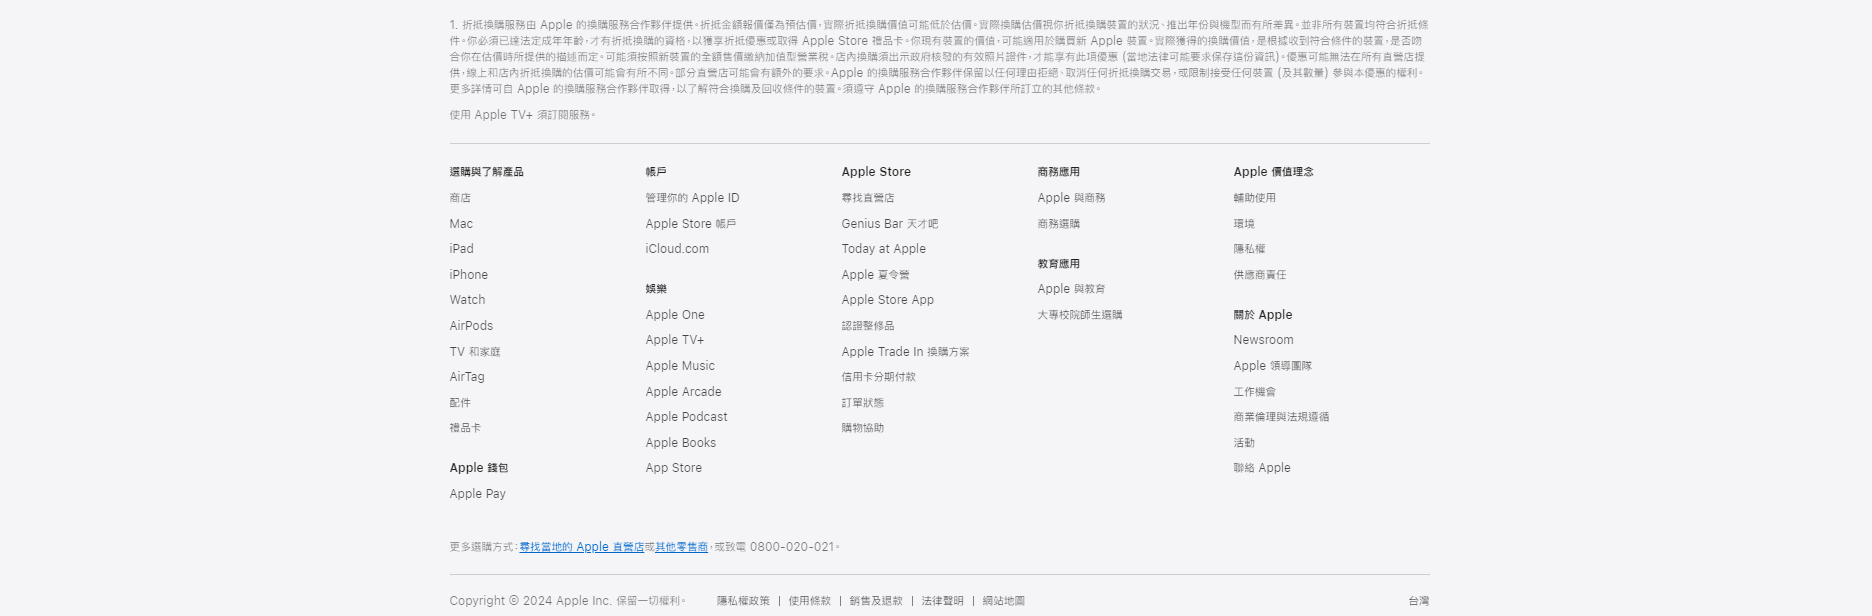 1. 折抵換購服務由 Apple 的換購服務合作夥伴提供。折抵金額報價僅為預估價，實際折抵換購價值可能低於估價。實際換購估價視你折抵換購裝置的狀況、推出年份與機型而有所差異。並非所有裝置均符合折抵條
件。你必須已達法定成年年齡，才有折抵換購的資格，以獲享折抵優惠或取得 Apple Store 禮品卡。你現有裝置的價值，可能適用於購買新 Apple 裝置。實際獲得的換購價值，是根據收到符合條件的裝置，是否吻
合你在估價時所提供的描述而定。可能須按照新裝置的全額售價繳納加值型營業稅。店內換購須出示政府核發的有效照片證件，才能享有此項優惠 (當地法律可能要求保存這份資訊)。優惠可能無法在所有直營店提
供，線上和店內折抵換購的估價可能會有所不同。部分直營店可能會有額外的要求。Apple 的換購服務合作夥伴保留以任何理由拒絕、取消任何折抵換購交易，或限制接受任何裝置 (及其數量) 參與本優惠的權利。
更多詳情可自 Apple 的換購服務合作夥伴取得，以了解符合換購及回收條件的裝置。須遵守 Apple 的換購服務合作夥伴所訂立的其他條款。
使用 Apple TV+ 須訂閱服務。
選購與了解產品
商店
Mac
iPad
iPhone
Watch
AirPods
TV 和家庭
AirTag
配件
禮品卡
Apple 錢包
Apple Pay
帳戶
管理你的 Apple ID
Apple Store 帳戶
iCloud.com
娛樂
Apple One
Apple TV+
Apple Music
Apple Arcade
Apple Podcast
Apple Books
App Store
Apple Store
尋找直營店
Genius Bar 天才吧
Today at Apple
Apple 夏令營
Apple Store App
認證整修品
Apple Trade In 換購方案
信用卡分期付款
訂單狀態
購物協助
商務應用
Apple 與商務
商務選購
教育應用
Apple 與教育
大專校院師生選購
Apple 價值理念
輔助使用
環境
隱私權
供應商責任
關於 Apple
Newsroom
Apple 領導團隊
工作機會
商業倫理與法規遵循
活動
聯絡 Apple
更多選購方式：尋找當地的 Apple 直營店或其他零售商，或致電 0800-020-021。
Copyright © 2024 Apple Inc. 保留一切權利。 隱私權政策 | 使用條款 | 銷售及退款 | 法律聲明 | 網站地圖 台灣